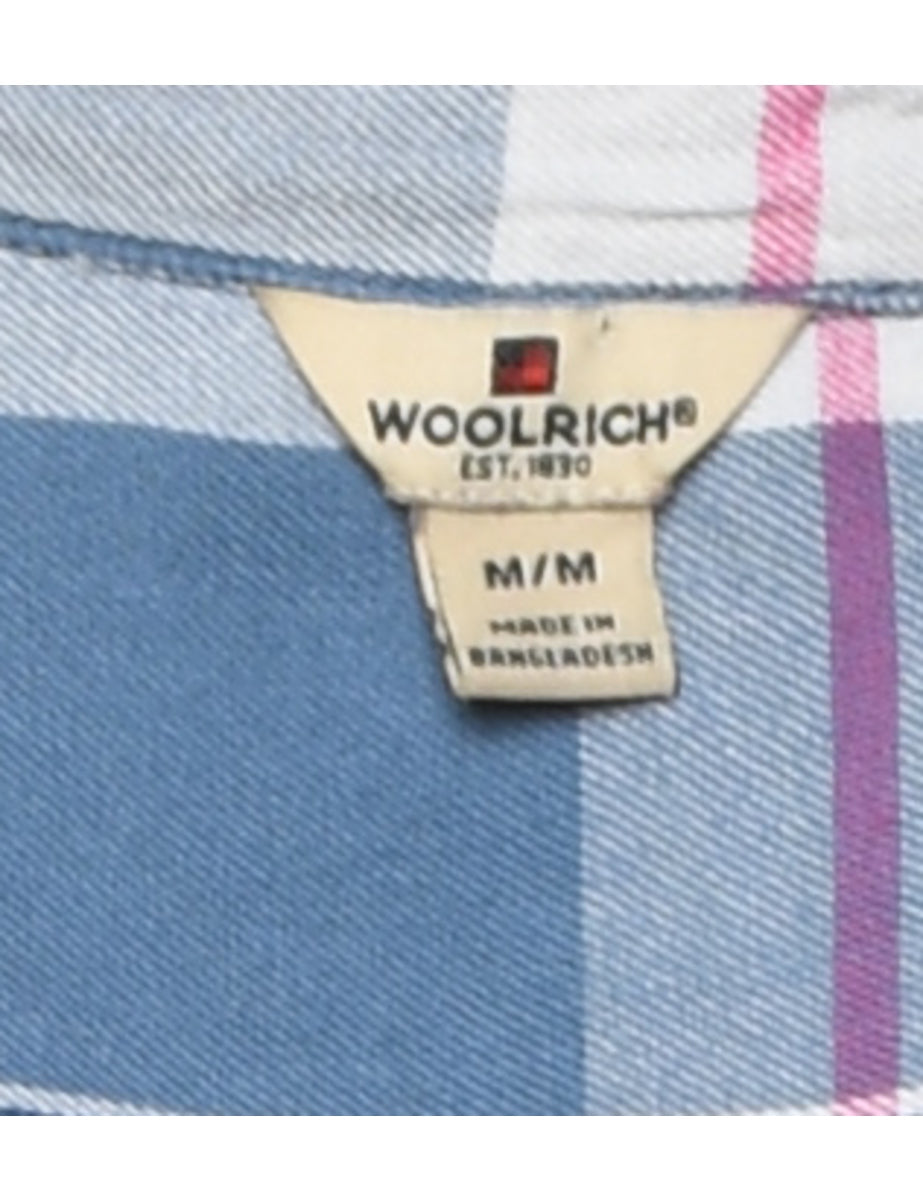 WOOLRICH®
EST. 1830
M/M
MADE IN
BANGLADESH